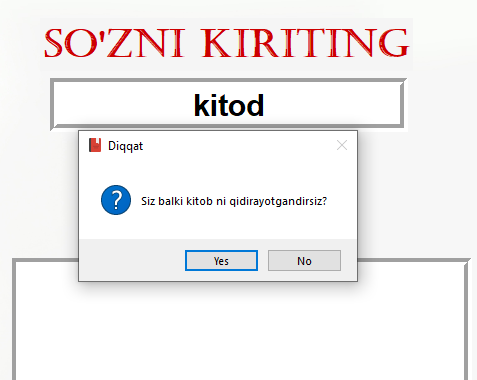 SO'ZNI KIRITING
kitod
Diqqat
Siz balki kitob ni qidirayotgandirsiz?
Yes No